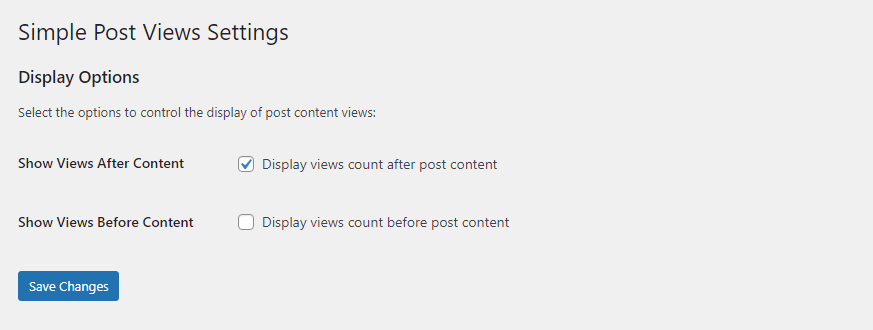 Simple Post Views Settings
Display Options
Select the options to control the display of post content views:
Show Views After Content Display views count after post content
Show Views Before Content Display views count before post content
Save Changes